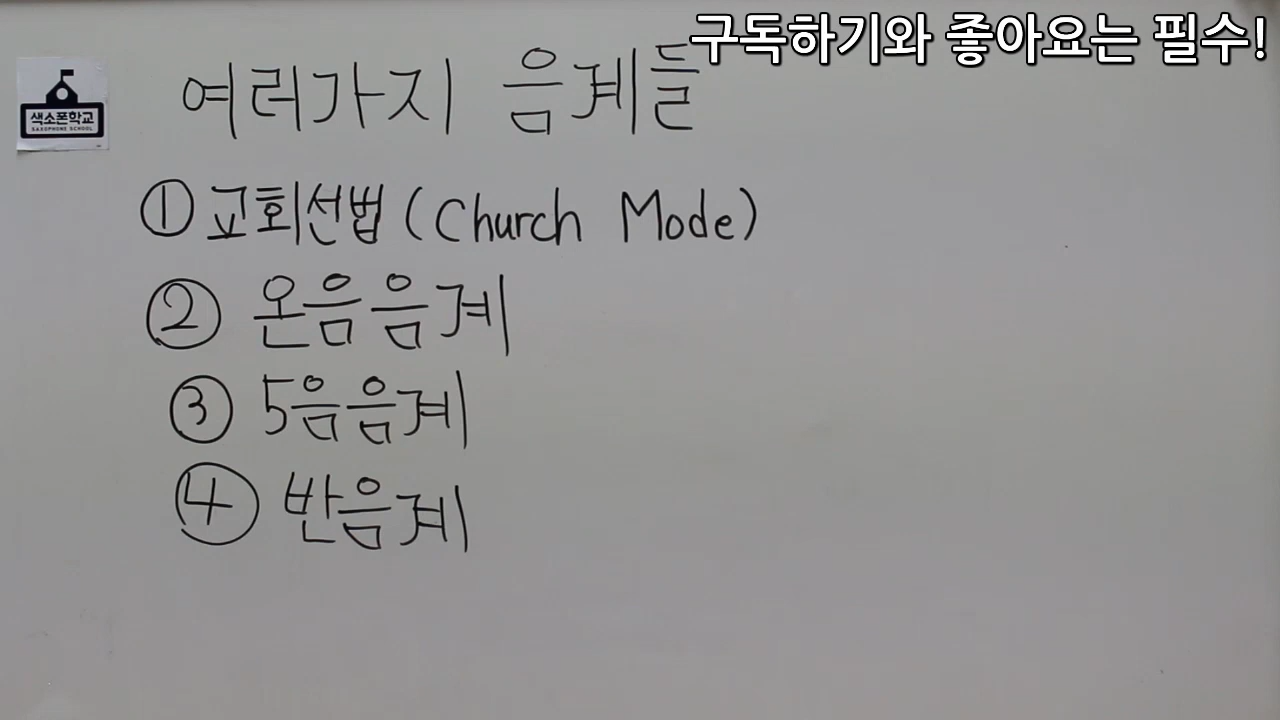 구독하기와 좋아요는 필수!
여러가지 음계들
색소폰학교
SAXOPHONE SCHOOL
① 교회선법 (Church Mode)
② 온음음계
③ 5음음계
④ 반음계